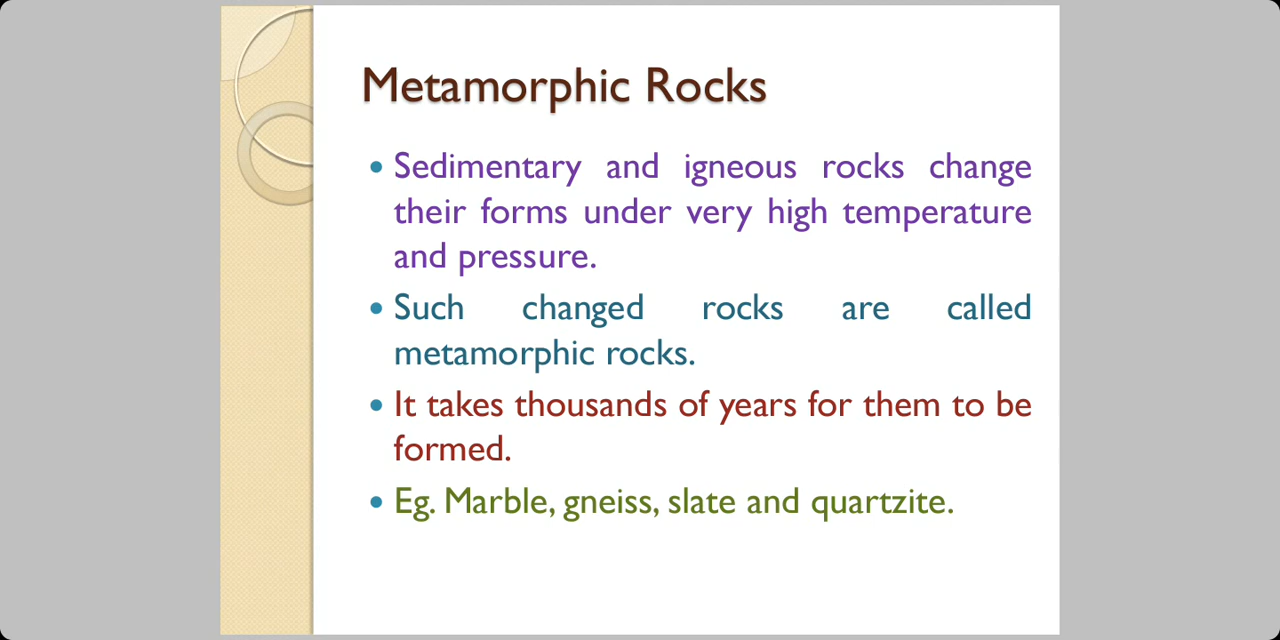 Metamorphic Rocks
• Sedimentary and igneous rocks change
their forms under very high temperature
and pressure.
• Such changed rocks are called
metamorphic rocks.
• It takes thousands of years for them to be
formed.
• Eg. Marble, gneiss, slate and quartzite.